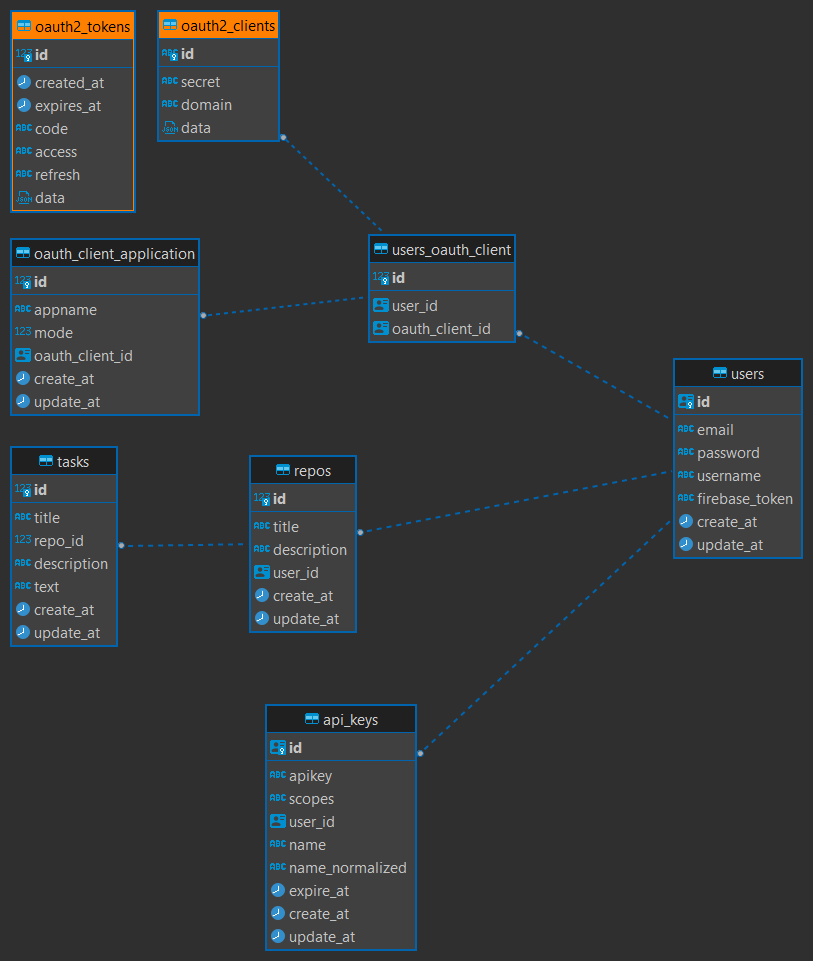 oauth2_tokens
id
created_at
expires_at
code
access
refresh
data
oauth2_clients
id
secret
domain
data
oauth_client_application
id
appname
mode
oauth_client_id
create_at
update_at
users_oauth_client
id
user_id
oauth_client_id
users
id
email
password
username
firebase_token
create_at
update_at
tasks
id
title
repo_id
description
text
create_at
update_at
repos
id
title
description
user_id
create_at
update_at
api_keys
id
apikey
scopes
user_id
name
name_normalized
expire_at
create_at
update_at